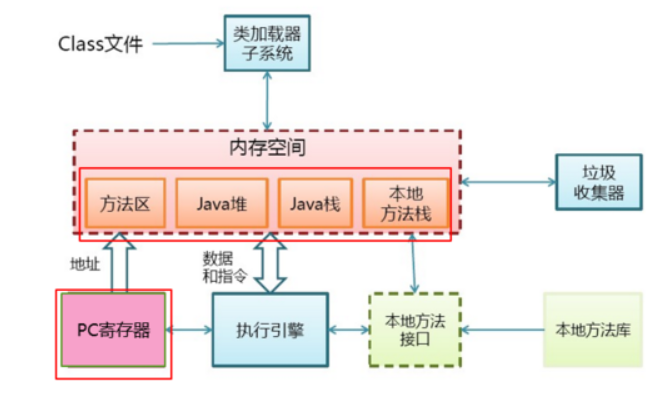 Class文件
类加载器
子系统
内存空间
方法区
Java堆
Java栈
本地
方法栈
垃圾
收集器
地址
数据
和指令
PC寄存器
执行引擎
本地方法
接口
本地方法库